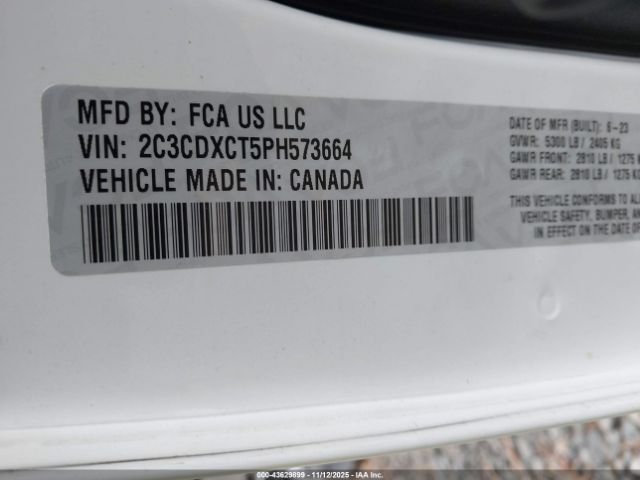 MFD BY: FCA US LLC
VIN: 2C3CDXCT5PH573664
VEHICLE MADE IN: CANADA
DATE OF MFR (BUILT): 6-23
GVWR: 5300 LB / 2405 KG
GAWR FRONT: 2810 LB / 1275 KG
GAWR REAR: 2810 LB / 1275 KG
THIS VEHICLE CONFORMS TO AL
VEHICLE SAFETY, BUMPER, AN
IN EFFECT ON THE DATE OF
000-43629899 - 11/12/2025 - © IAA Inc.